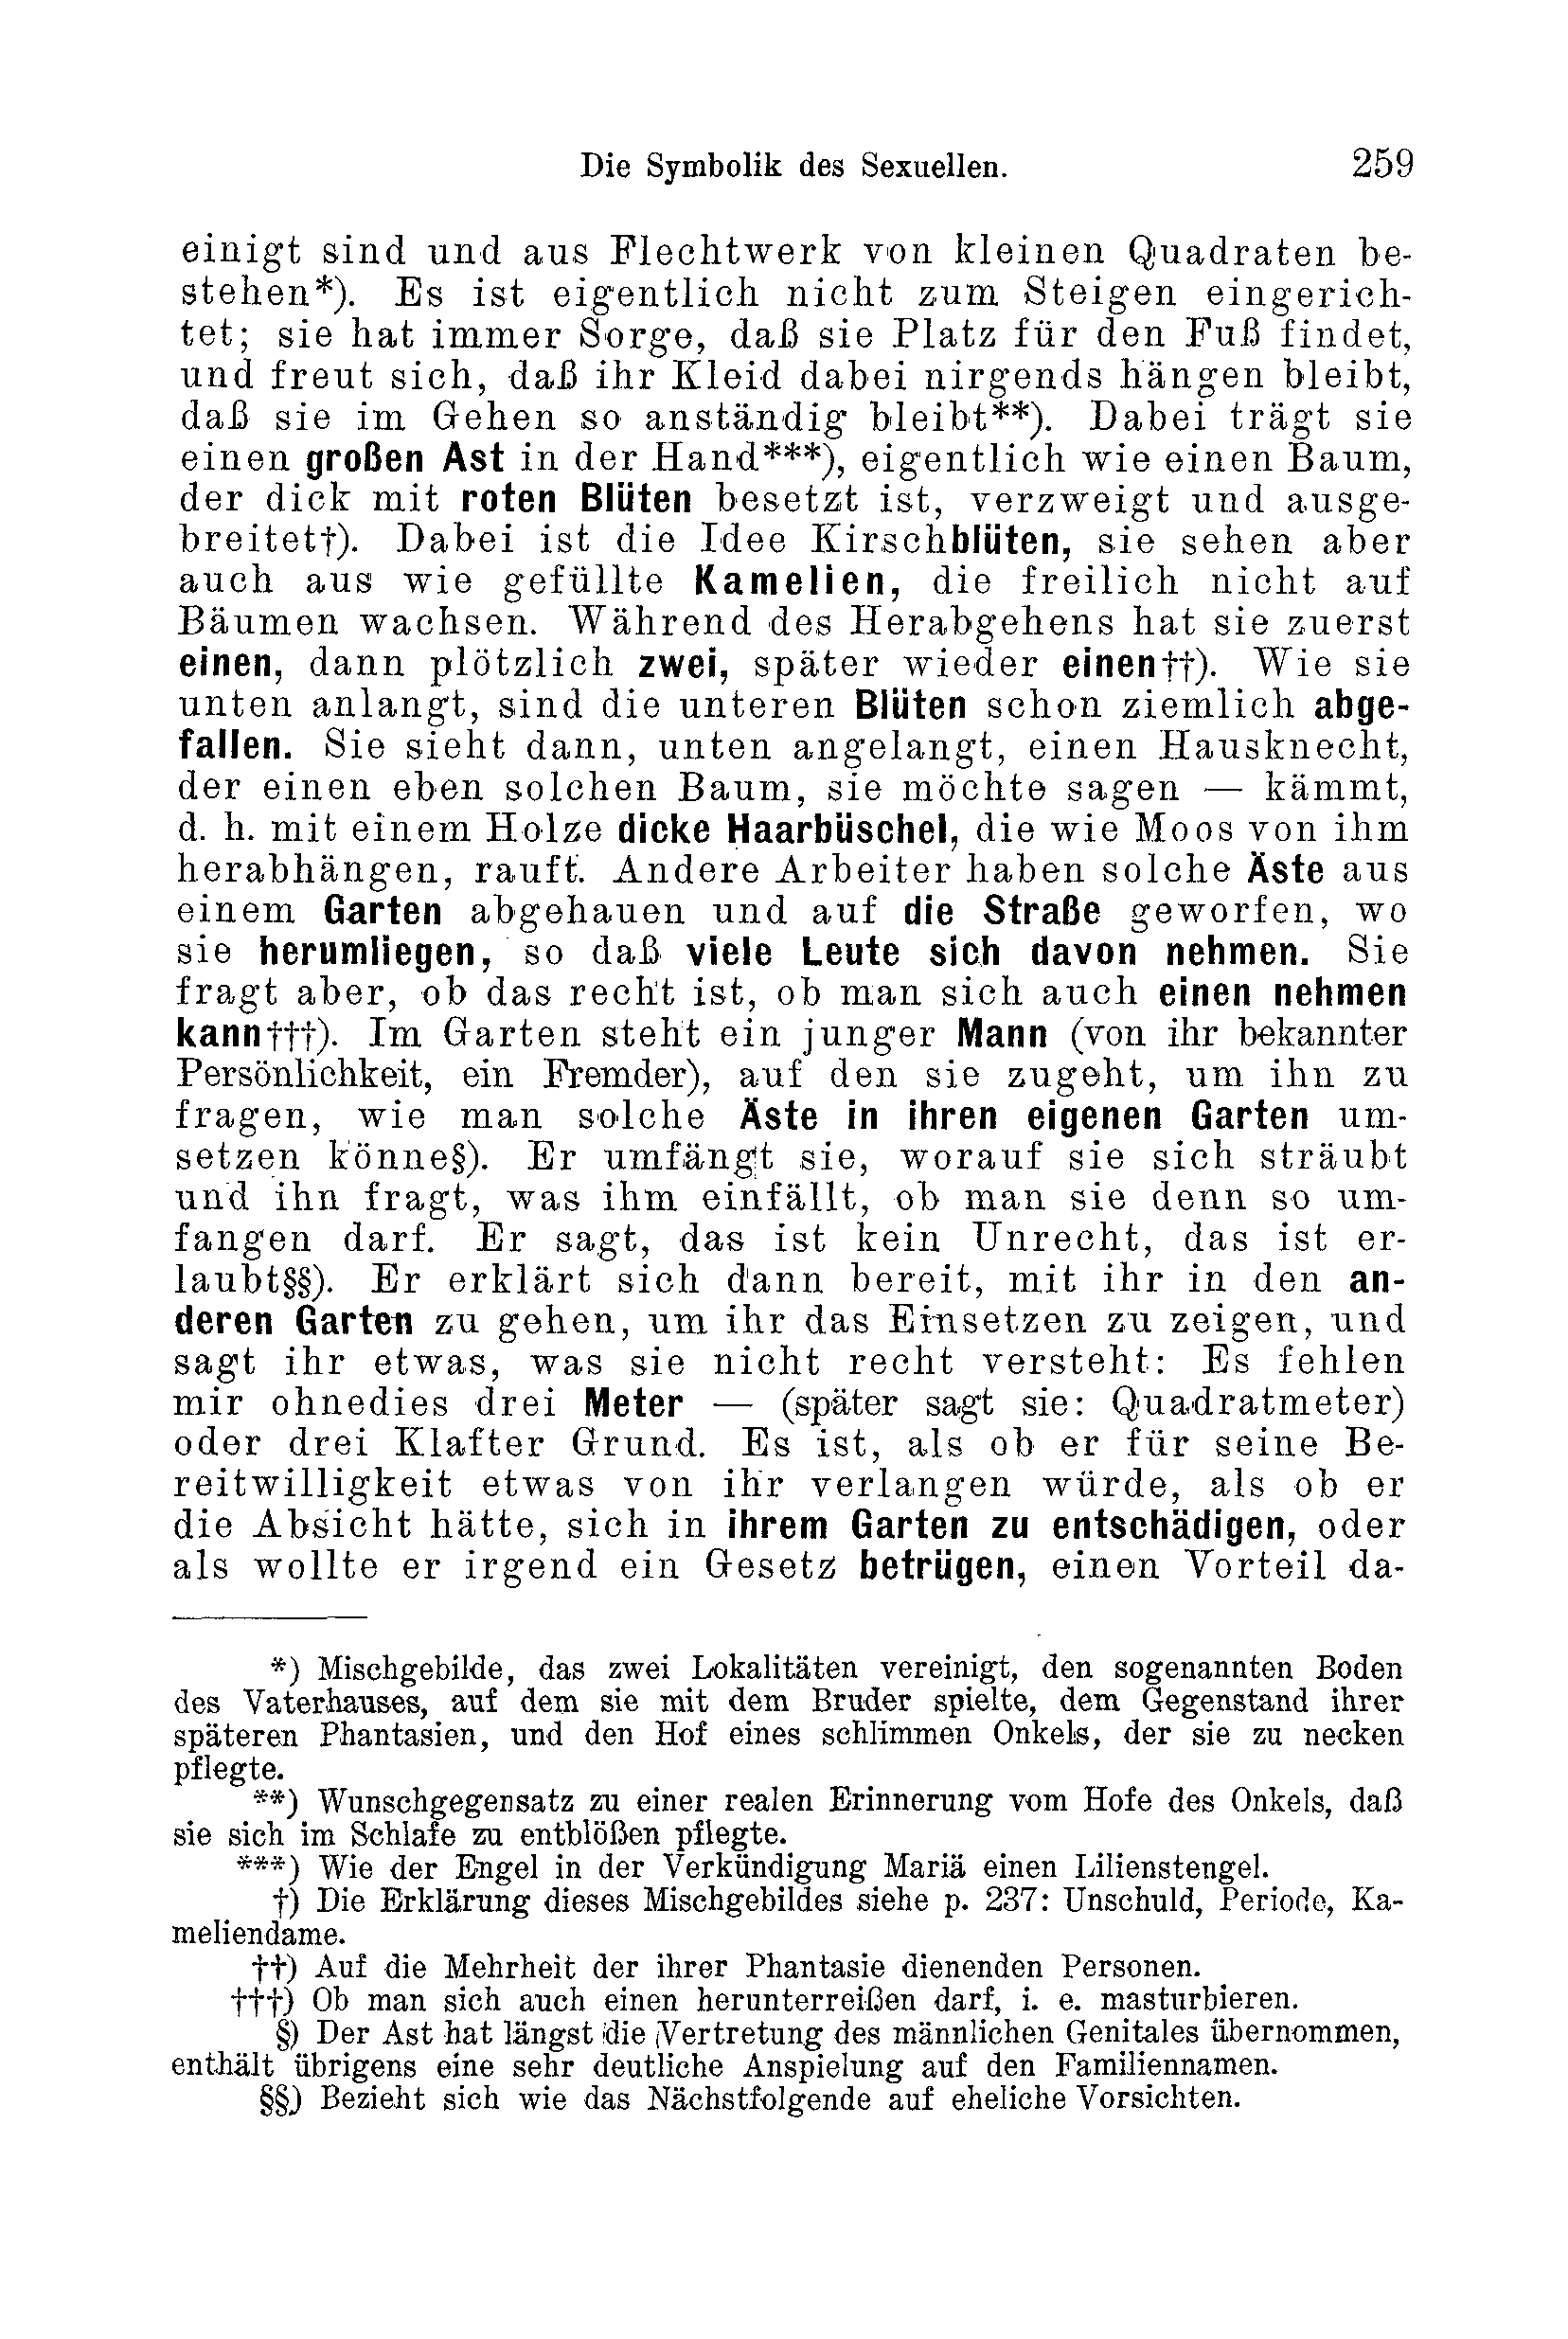 Die Symbolik des Sexuellen. 259
einigt sind und aus Flechtwerk von kleinen Quadraten be-
stehen*). Es ist eigentlich nicht zum Steigen eingerich-
tet; sie hat immer Sorge, daß sie Platz für den Fuß findet,
und freut sich, daß ihr Kleid dabei nirgends hängen bleibt,
daß sie im Gehen so anständig bleibt**). Dabei trägt sie
einen großen Ast in der Hand***), eigentlich wie einen Baum,
der dick mit roten Blüten besetzt ist, verzweigt und ausge-
breitet†). Dabei ist die Idee Kirschblüten, sie sehen aber
auch aus wie gefüllte Kamelien, die freilich nicht auf
Bäumen wachsen. Während des Herabgehens hat sie zuerst
einen, dann plötzlich zwei, später wieder einen††). Wie sie
unten anlangt, sind die unteren Blüten schon ziemlich abge-
fallen. Sie sieht dann, unten angelangt, einen Hausknecht,
der einen eben solchen Baum, sie möchte sagen — kämmt,
d. h. mit einem Holze dicke Haarbüschel, die wie Moos von ihm
herabhängen, rauft. Andere Arbeiter haben solche Äste aus
einem Garten abgehauen und auf die Straße geworfen, wo
sie herumliegen, so daß viele Leute sich davon nehmen. Sie
fragt aber, ob das recht ist, ob man sich auch einen nehmen
kann†††). Im Garten steht ein junger Mann (von ihr bekannter
Persönlichkeit, ein Fremder), auf den sie zugeht, um ihn zu
fragen, wie man solche Äste in ihren eigenen Garten um-
setzen könne§). Er umfängt sie, worauf sie sich sträubt
und ihn fragt, was ihm einfällt, ob man sie denn so um-
fangen darf. Er sagt, das ist kein Unrecht, das ist er-
laubt§§). Er erklärt sich dann bereit, mit ihr in den an-
deren Garten zu gehen, um ihr das Einsetzen zu zeigen, und
sagt ihr etwas, was sie nicht recht versteht: Es fehlen
mir ohnedies drei Meter — (später sagt sie: Quadratmeter)
oder drei Klafter Grund. Es ist, als ob er für seine Be-
reitwilligkeit etwas von ihr verlangen würde, als ob er
die Absicht hätte, sich in ihrem Garten zu entschädigen, oder
als wollte er irgend ein Gesetz betrügen, einen Vorteil da-
*) Mischgebilde, das zwei Lokalitäten vereinigt, den sogenannten Boden
des Vaterhauses, auf dem sie mit dem Bruder spielte, dem Gegenstand ihrer
späteren Phantasien, und den Hof eines schlimmen Onkels, der sie zu necken
pflegte.
**) Wunschgegensatz zu einer realen Erinnerung vom Hofe des Onkels, daß
sie sich im Schlafe zu entblößen pflegte.
***) Wie der Engel in der Verkündigung Mariä einen Lilienstengel.
†) Die Erklärung dieses Mischgebildes siehe p. 237: Unschuld, Periode, Ka-
meliendame.
††) Auf die Mehrheit der ihrer Phantasie dienenden Personen.
†††) Ob man sich auch einen herunterreißen darf, i. e. masturbieren.
§) Der Ast hat längst die Vertretung des männlichen Genitales übernommen,
enthält übrigens eine sehr deutliche Anspielung auf den Familiennamen.
§§) Bezieht sich wie das Nächstfolgende auf eheliche Vorsichten.